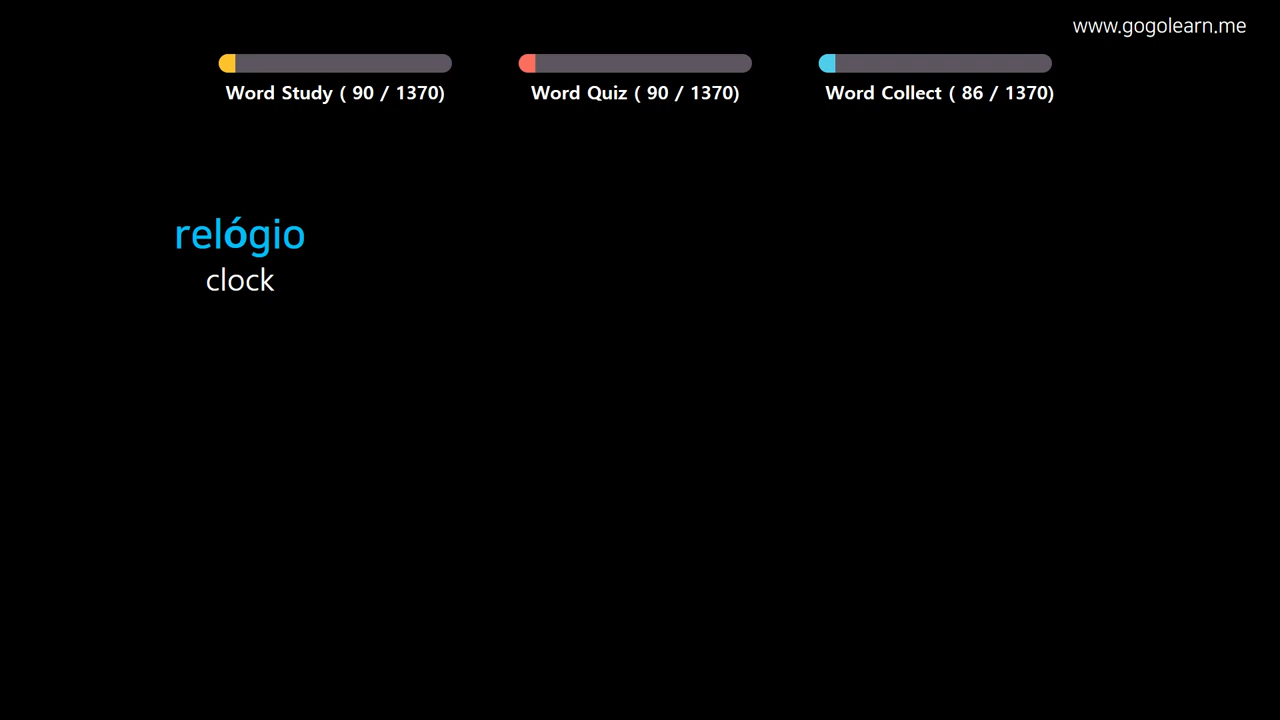 www.gogolearn.me
Word Study ( 90 / 1370)
Word Quiz ( 90 / 1370)
Word Collect ( 86 / 1370)
relógio
clock